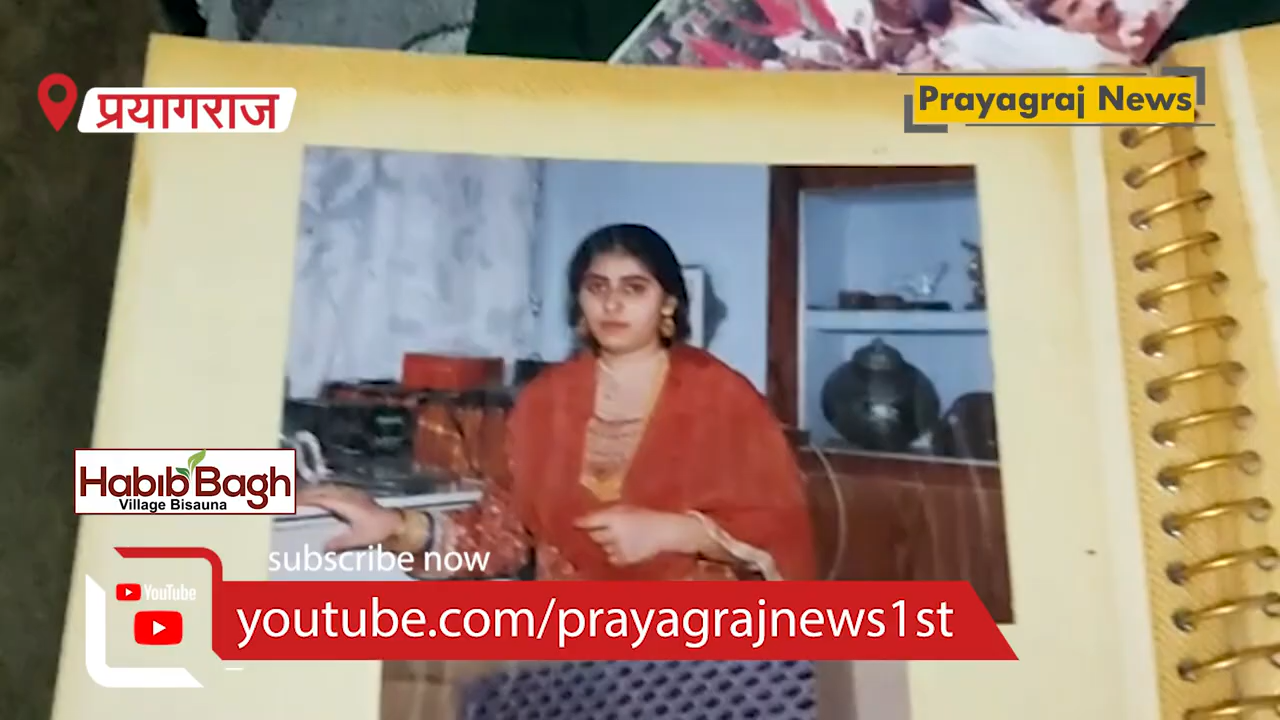 प्रयागराज
Prayagraj News
Habib Bagh
Village Bisauna
subscribe now
YouTube
youtube.com/prayagrajnews1st